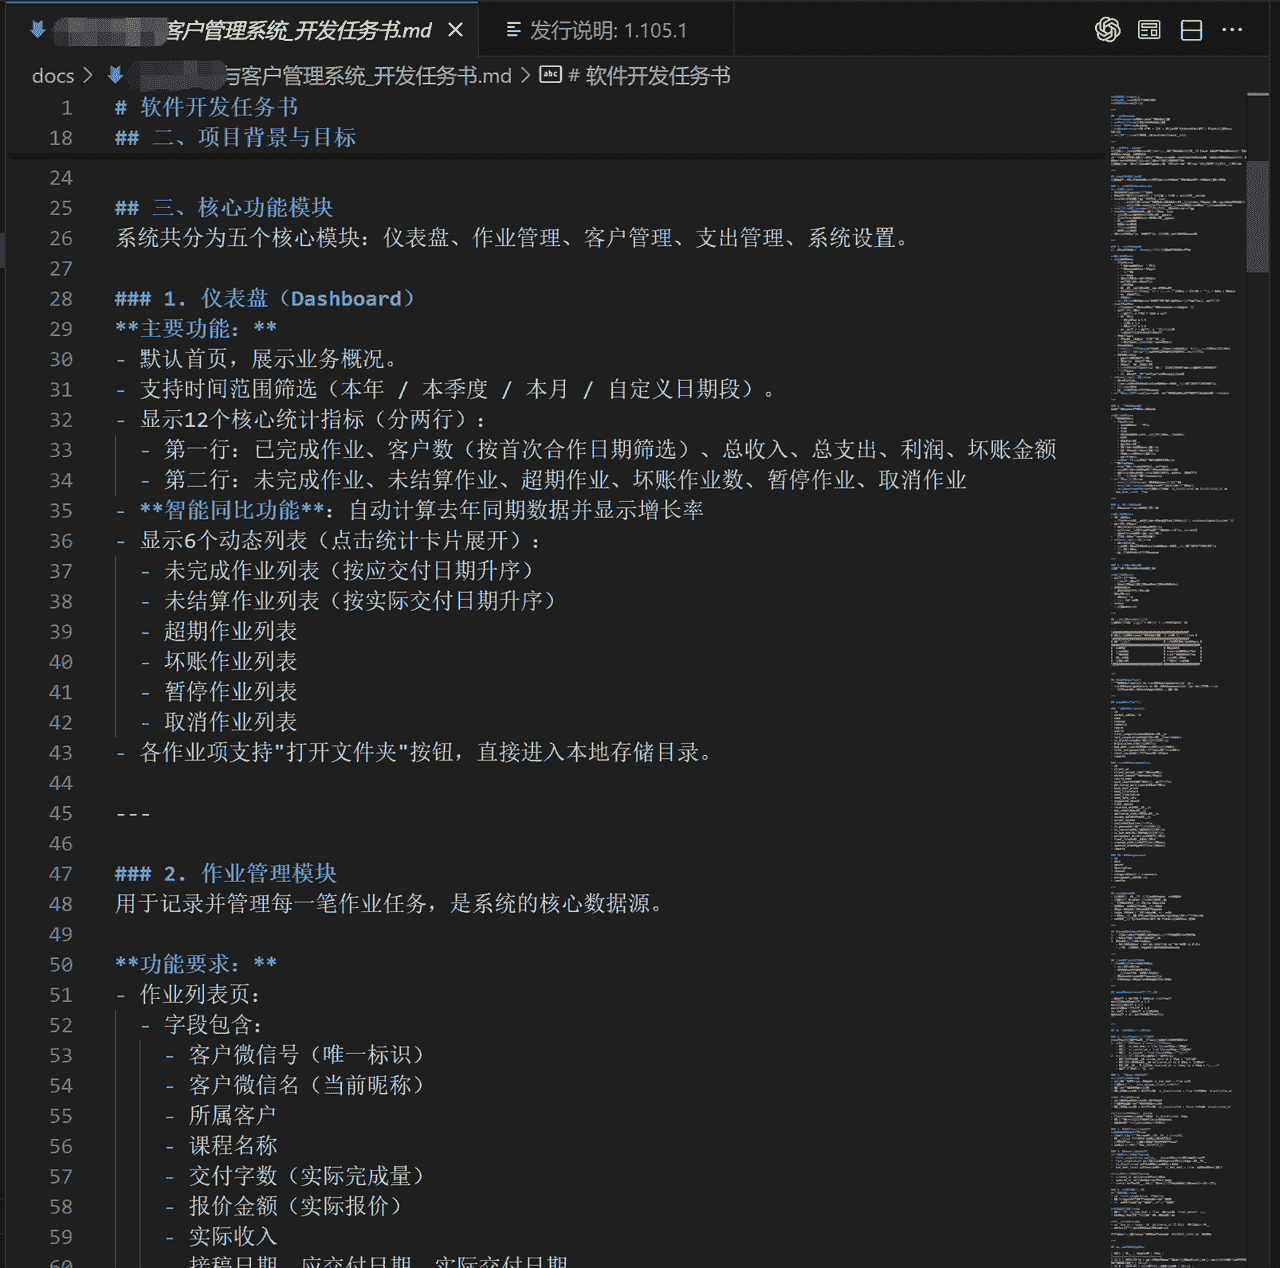 客户管理系统_开发任务书.md
发行说明: 1.105.1
docs > 与客户管理系统_开发任务书.md > abc # 软件开发任务书
1 # 软件开发任务书
18 ## 二、项目背景与目标
24
25 ## 三、核心功能模块
26 系统共分为五个核心模块：仪表盘、作业管理、客户管理、支出管理、系统设置。
27
28 ### 1. 仪表盘（Dashboard）
29 **主要功能：**
30 - 默认首页，展示业务概况。
31 - 支持时间范围筛选（本年 / 本季度 / 本月 / 自定义日期段）。
32 - 显示12个核心统计指标（分两行）：
33 - 第一行：已完成作业、客户数（按首次合作日期筛选）、总收入、总支出、利润、坏账金额
34 - 第二行：未完成作业、未结算作业、超期作业、坏账作业数、暂停作业、取消作业
35 - **智能同比功能**：自动计算去年同期数据并显示增长率
36 - 显示6个动态列表（点击统计卡片展开）：
37 - 未完成作业列表（按应交付日期升序）
38 - 未结算作业列表（按实际交付日期升序）
39 - 超期作业列表
40 - 坏账作业列表
41 - 暂停作业列表
42 - 取消作业列表
43 - 各作业项支持"打开文件夹"按钮，直接进入本地存储目录。
44
45 ---
46
47 ### 2. 作业管理模块
48 用于记录并管理每一笔作业任务，是系统的核心数据源。
49
50 **功能要求：**
51 - 作业列表页：
52 - 字段包含：
53 - 客户微信号（唯一标识）
54 - 客户微信名（当前昵称）
55 - 所属客户
56 - 课程名称
57 - 交付字数（实际完成量）
58 - 报价金额（实际报价）
59 - 实际收入
60 - 接稿日期、应交付日期、实际交付日期